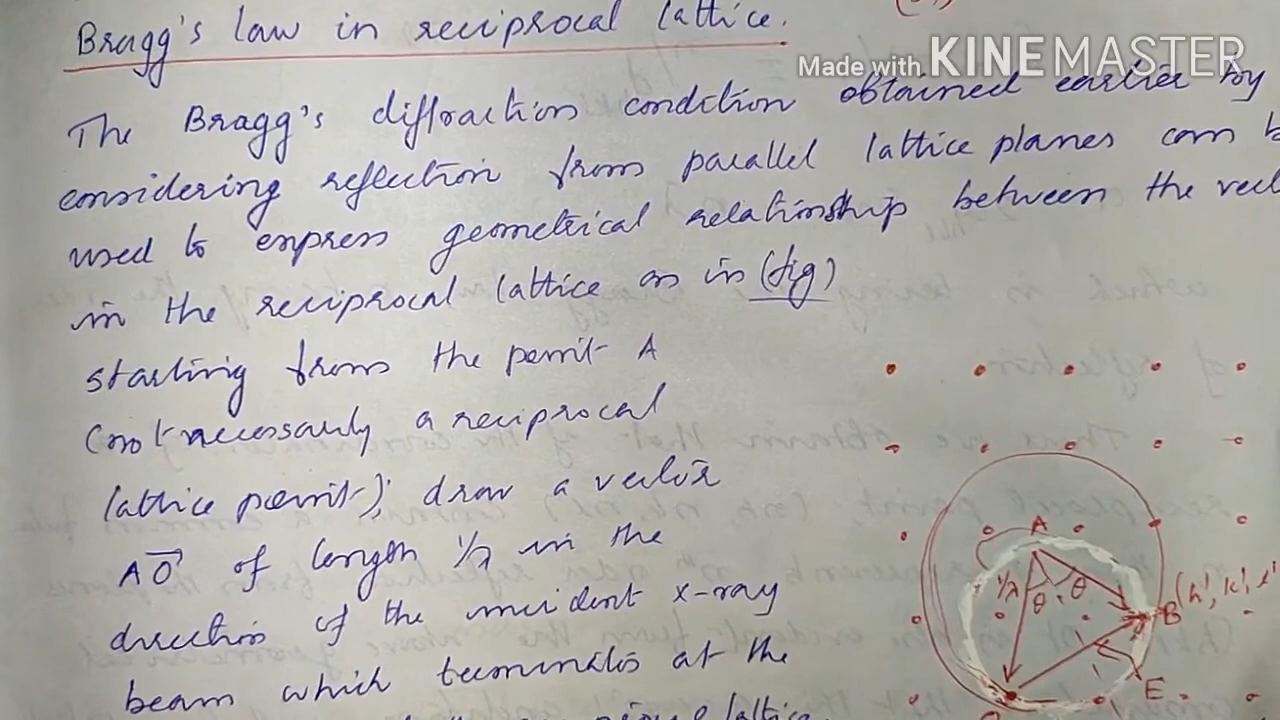 Bragg's law in reciprocal lattice.
Made with KINEMASTER
The Bragg's diffraction condition obtained earlier by
considering reflection from parallel lattice planes can b
used to express geometrical relationship between the vect
in the reciprocal lattice as in (fig)
starting from the point A
(not necessarily a reciprocal
lattice point); draw a vector
AO of length 1/λ in the
direction of the incident x-ray
beam which terminates at the
lattice
A
1/λ θ θ
B (h', k', l'
E